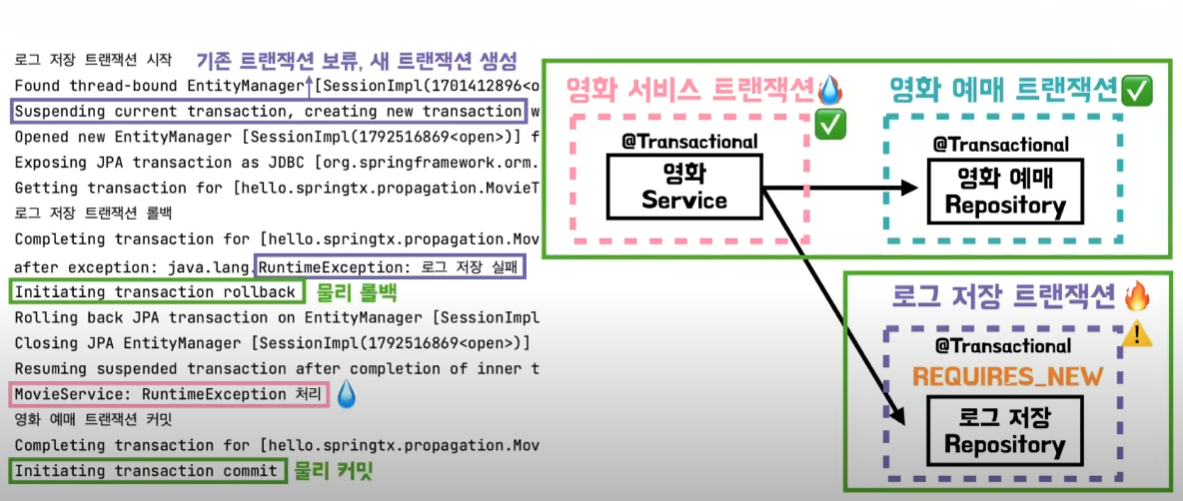 로그 저장 트랜잭션 시작
기존 트랜잭션 보류, 새 트랜잭션 생성
Found thread-bound EntityManager [SessionImpl(1701412896<o
Suspending current transaction, creating new transaction w
Opened new EntityManager [SessionImpl(1792516869<open>)] f
Exposing JPA transaction as JDBC [org.springframework.orm.
Getting transaction for [hello.springtx.propagation.MovieT
로그 저장 트랜잭션 롤백
Completing transaction for [hello.springtx.propagation.Mov
after exception: java.lang.RuntimeException: 로그 저장 실패
Initiating transaction rollback 물리 롤백
Rolling back JPA transaction on EntityManager [SessionImpl
Closing JPA EntityManager [SessionImpl(1792516869<open>)]
Resuming suspended transaction after completion of inner t
MovieService: RuntimeException 처리
영화 예매 트랜잭션 커밋
Completing transaction for [hello.springtx.propagation.Mov
Initiating transaction commit 물리 커밋
영화 서비스 트랜잭션
@Transactional
영화
Service
영화 예매 트랜잭션
@Transactional
영화 예매
Repository
로그 저장 트랜잭션
@Transactional
REQUIRES_NEW
로그 저장
Repository